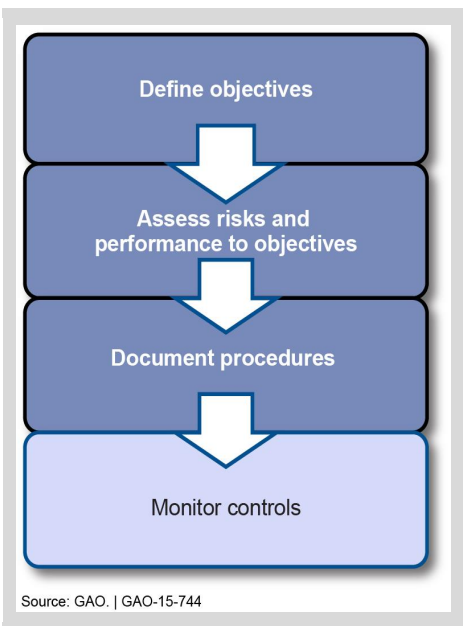 Define objectives
Assess risks and
performance to objectives
Document procedures
Monitor controls
Source: GAO. | GAO-15-744